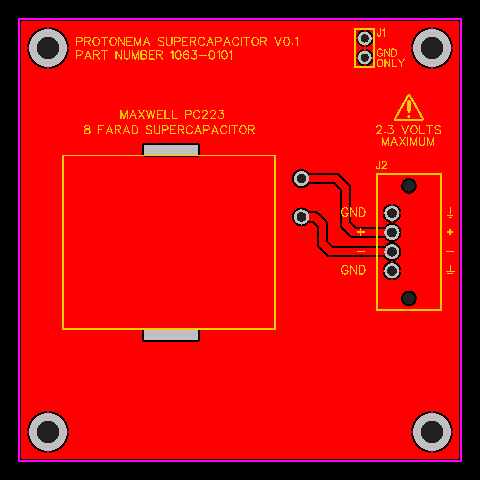 PROTONEMA SUPERCAPACITOR V0.1
PART NUMBER 1063-0101
J1
GND
ONLY
MAXWELL PC223
8 FARAD SUPERCAPACITOR
!
2.3 VOLTS
MAXIMUM
J2
GND
+ +
- -
GND